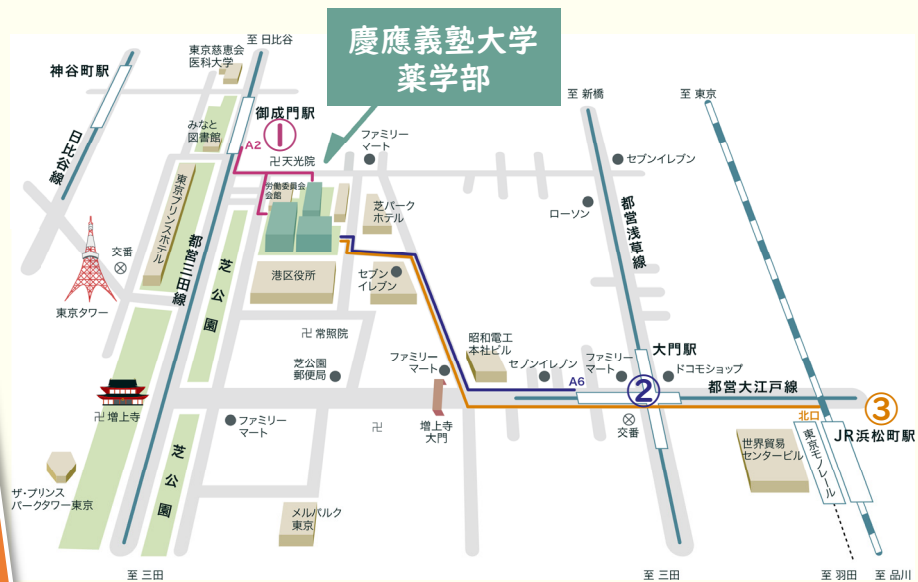 慶應義塾大学
薬学部
至 日比谷
東京慈恵会
医科大学
神谷町駅
日比谷線
御成門駅
①
A2
みなと
図書館
卍天光院
ファミリー
マート
至 新橋
至 東京
セブンイレブン
ローソン
都営浅草線
労働委員会
会館
芝パーク
ホテル
東京プリンスホテル
都営三田線
芝公園
交番
東京タワー
港区役所
セブン
イレブン
卍 常照院
芝公園
郵便局
ファミリー
マート
昭和電工
本社ビル
セブンイレブン
A6
ファミリー
マート
大門駅
ドコモショップ
都営大江戸線
②
③
北口
JR浜松町駅
交番
卍 増上寺
ファミリー
マート
卍
増上寺
大門
世界貿易
センタービル
東京モノレール
芝公園
ザ・プリンス
パークタワー東京
メルパルク
東京
至 三田
至 三田
至 羽田
至 品川